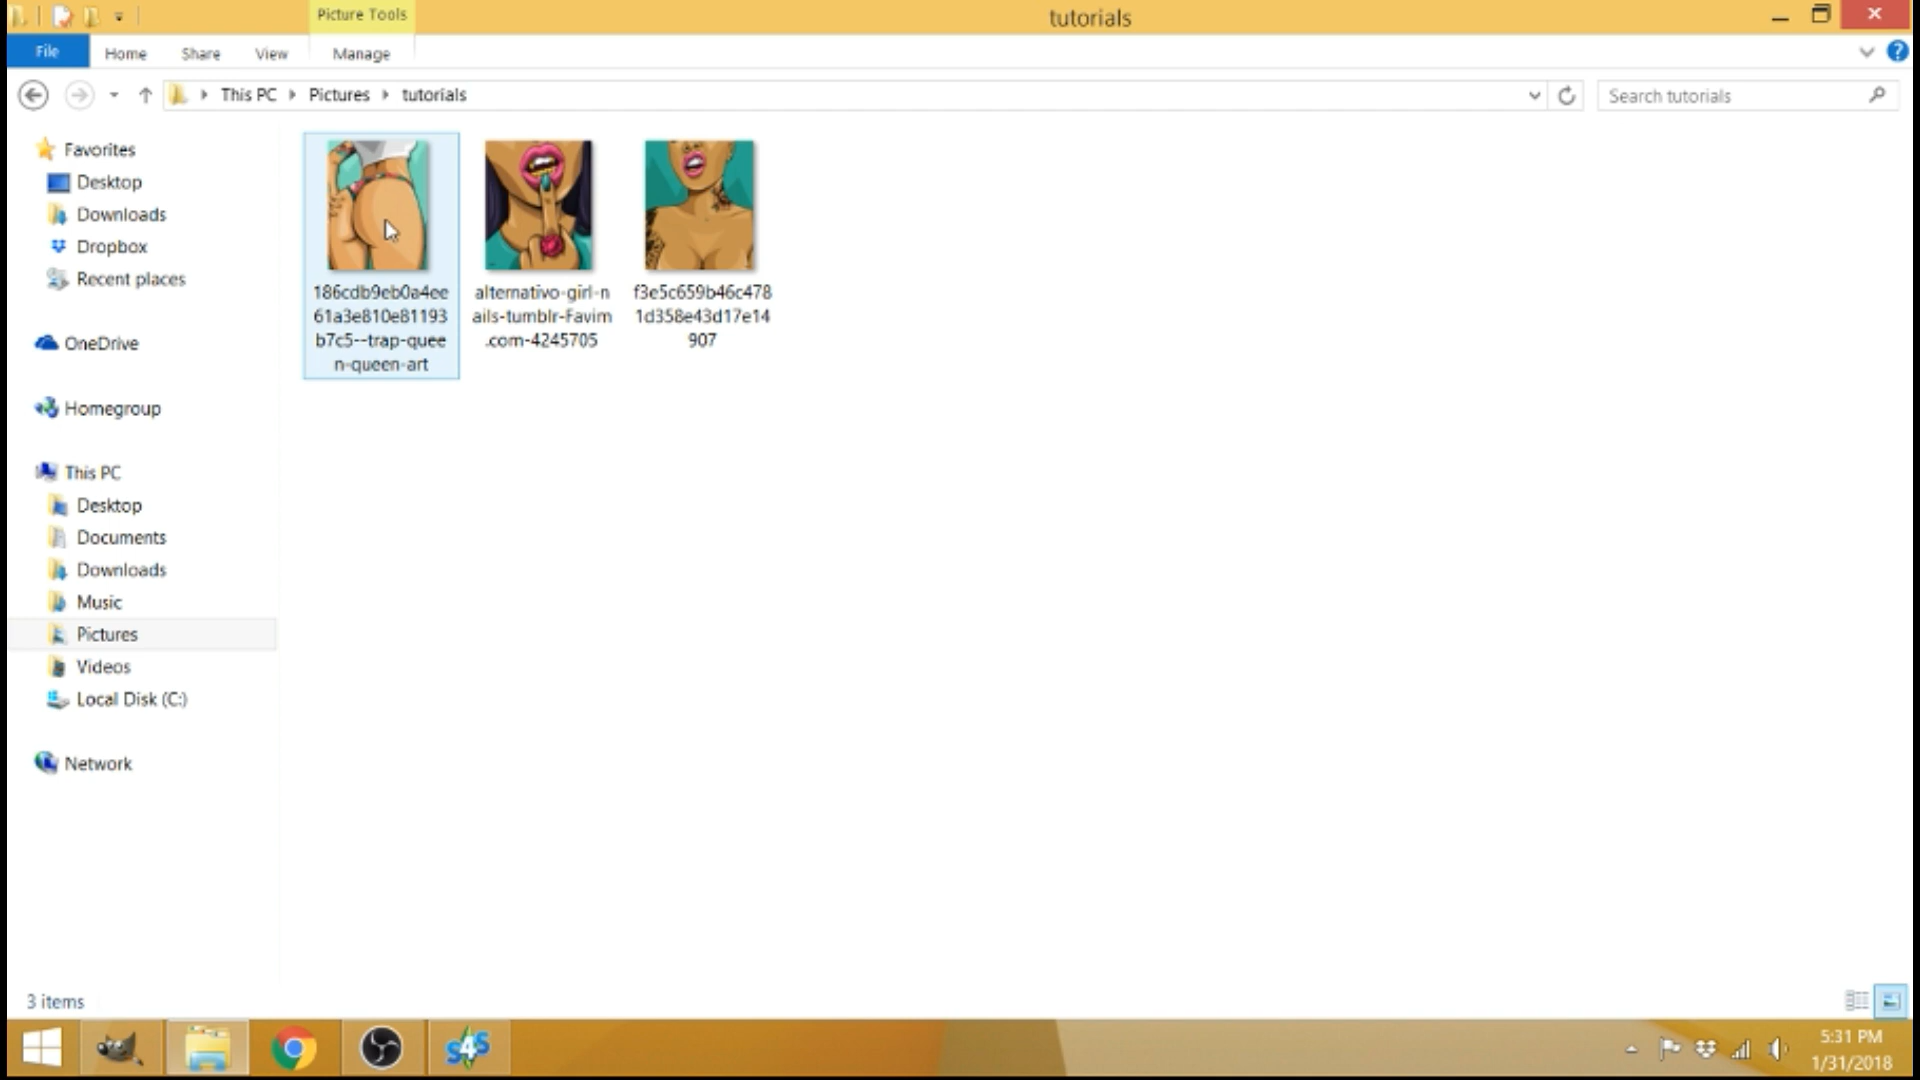 Picture Tools
tutorials
File
Home
Share
View
Manage
This PC
Pictures
tutorials
Search tutorials
Favorites
Desktop
Downloads
Dropbox
Recent places
OneDrive
Homegroup
This PC
Desktop
Documents
Downloads
Music
Pictures
Videos
Local Disk (C:)
Network
186cdb9eb0a4ee
61a3e810e81193
b7c5--trap-quee
n-queen-art
alternativo-girl-n
ails-tumblr-Favim
.com-4245705
f3e5c659b46c478
1d358e43d17e14
907
3 items
S4S
5:31 PM
1/31/2018